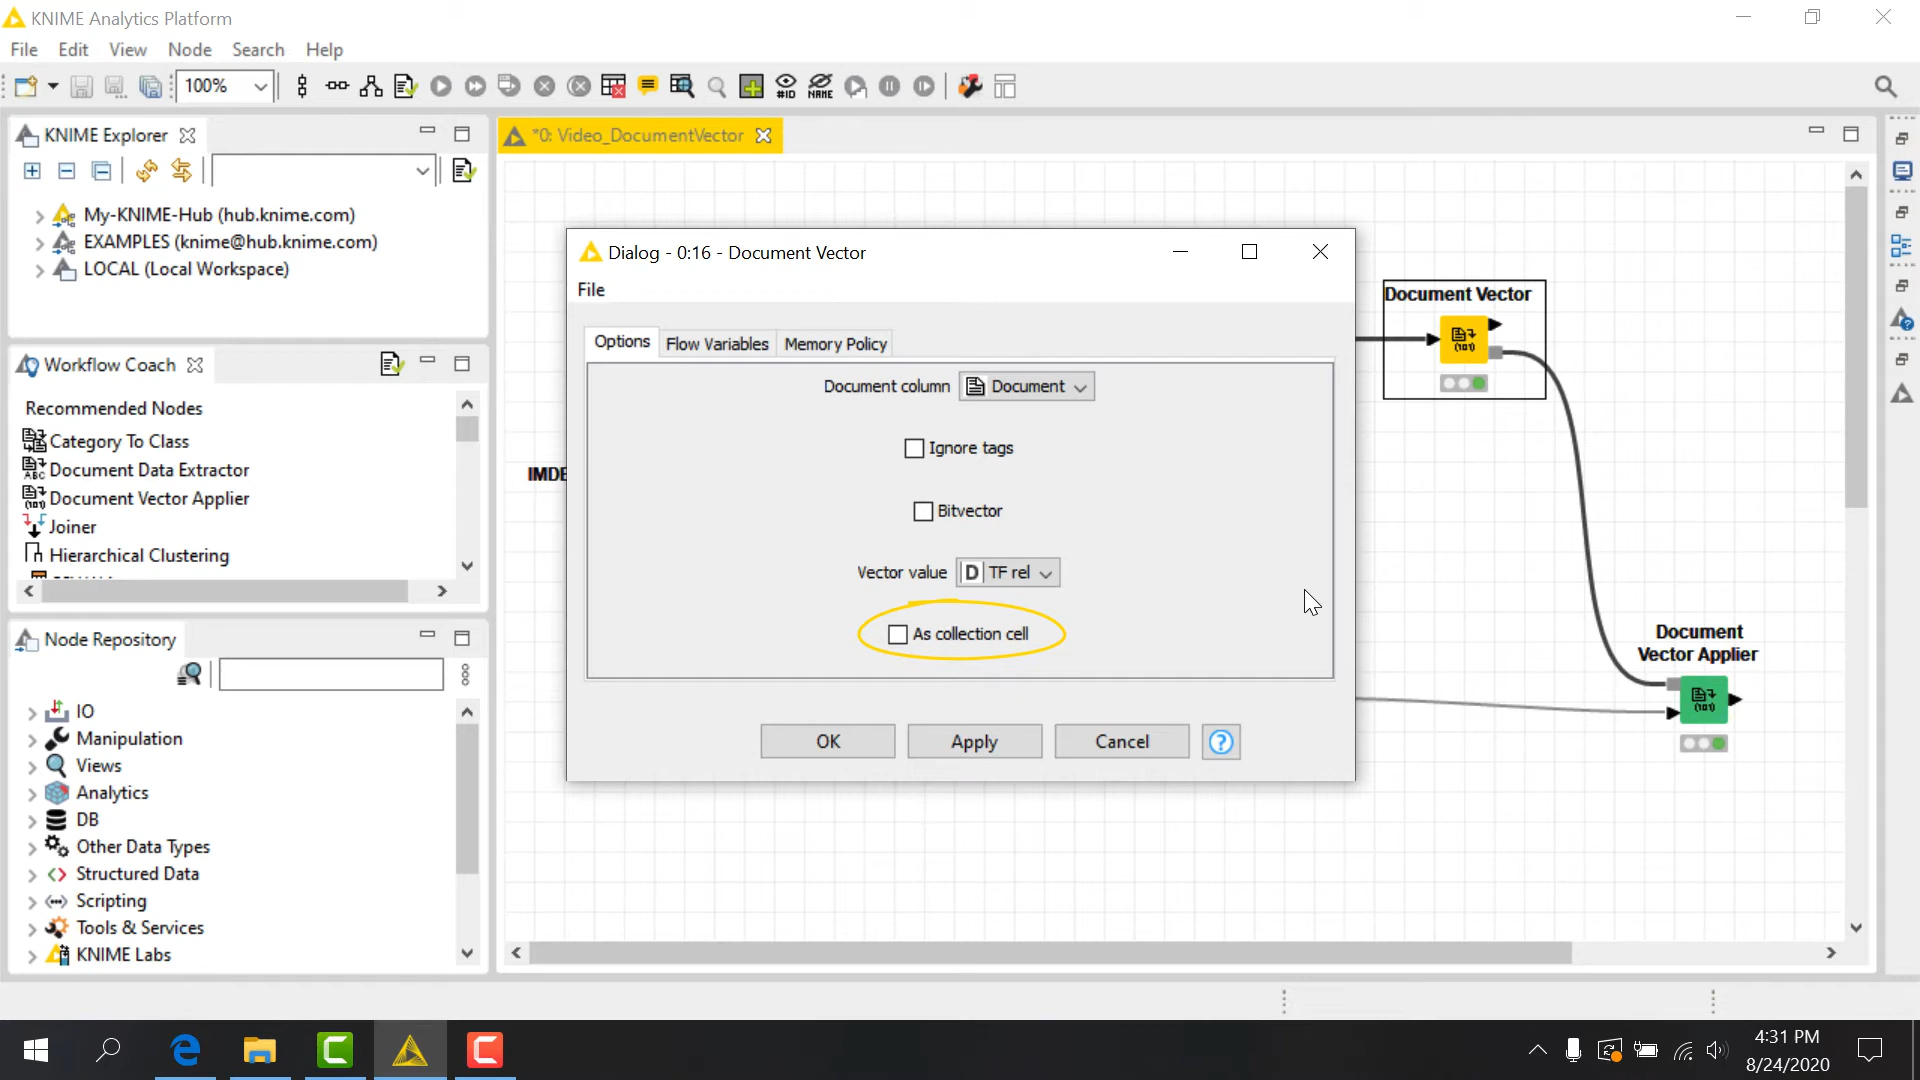 KNIME Analytics Platform
File Edit View Node Search Help
100%
#ID
NAME
KNIME Explorer
*0: Video_DocumentVector
My-KNIME-Hub (hub.knime.com)
EXAMPLES (knime@hub.knime.com)
LOCAL (Local Workspace)
Workflow Coach
Recommended Nodes
Category To Class
Document Data Extractor
Document Vector Applier
Joiner
Hierarchical Clustering
Node Repository
IO
Manipulation
Views
Analytics
DB
Other Data Types
Structured Data
Scripting
Tools & Services
KNIME Labs
Dialog - 0:16 - Document Vector
File
Options Flow Variables Memory Policy
Document column Document
Ignore tags
Bitvector
Vector value D TF rel
As collection cell
OK Apply Cancel ?
Document Vector
Document
Vector Applier
4:31 PM
8/24/2020